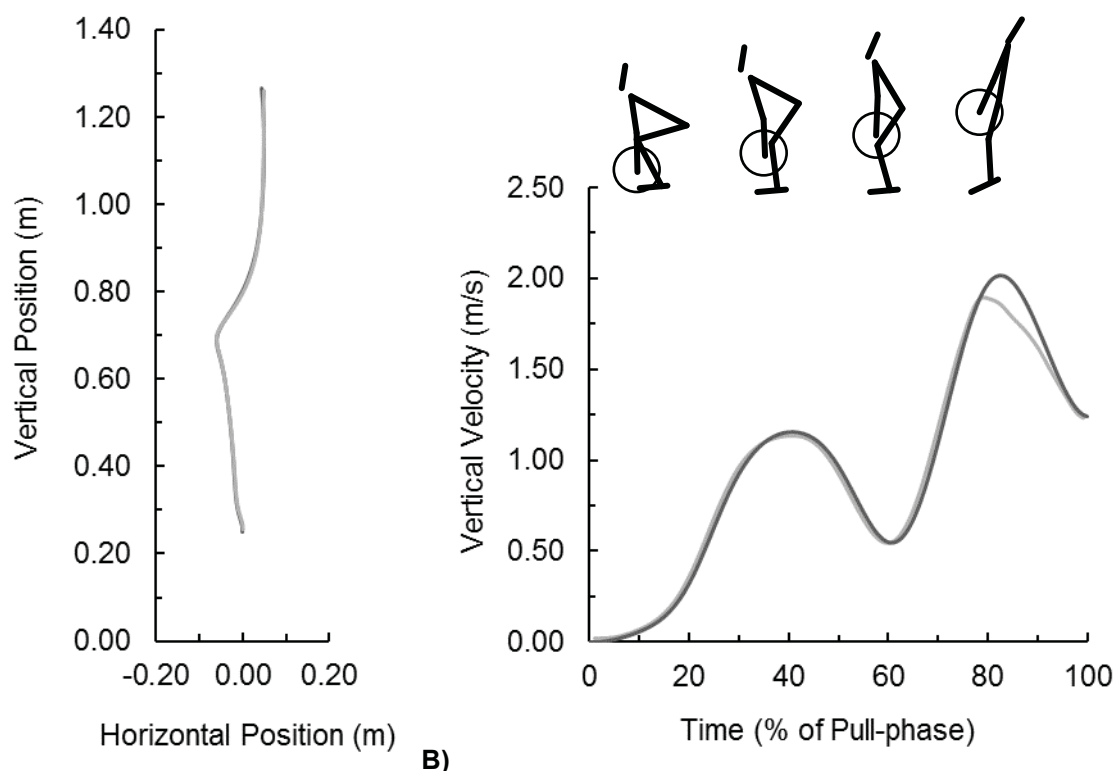 1.40
1.20
1.00
0.80
0.60
0.40
0.20
0.00
Vertical Position (m)
-0.20 0.00 0.20
Horizontal Position (m)
B)
2.50
2.00
1.50
1.00
0.50
0.00
Vertical Velocity (m/s)
0 20 40 60 80 100
Time (% of Pull-phase)